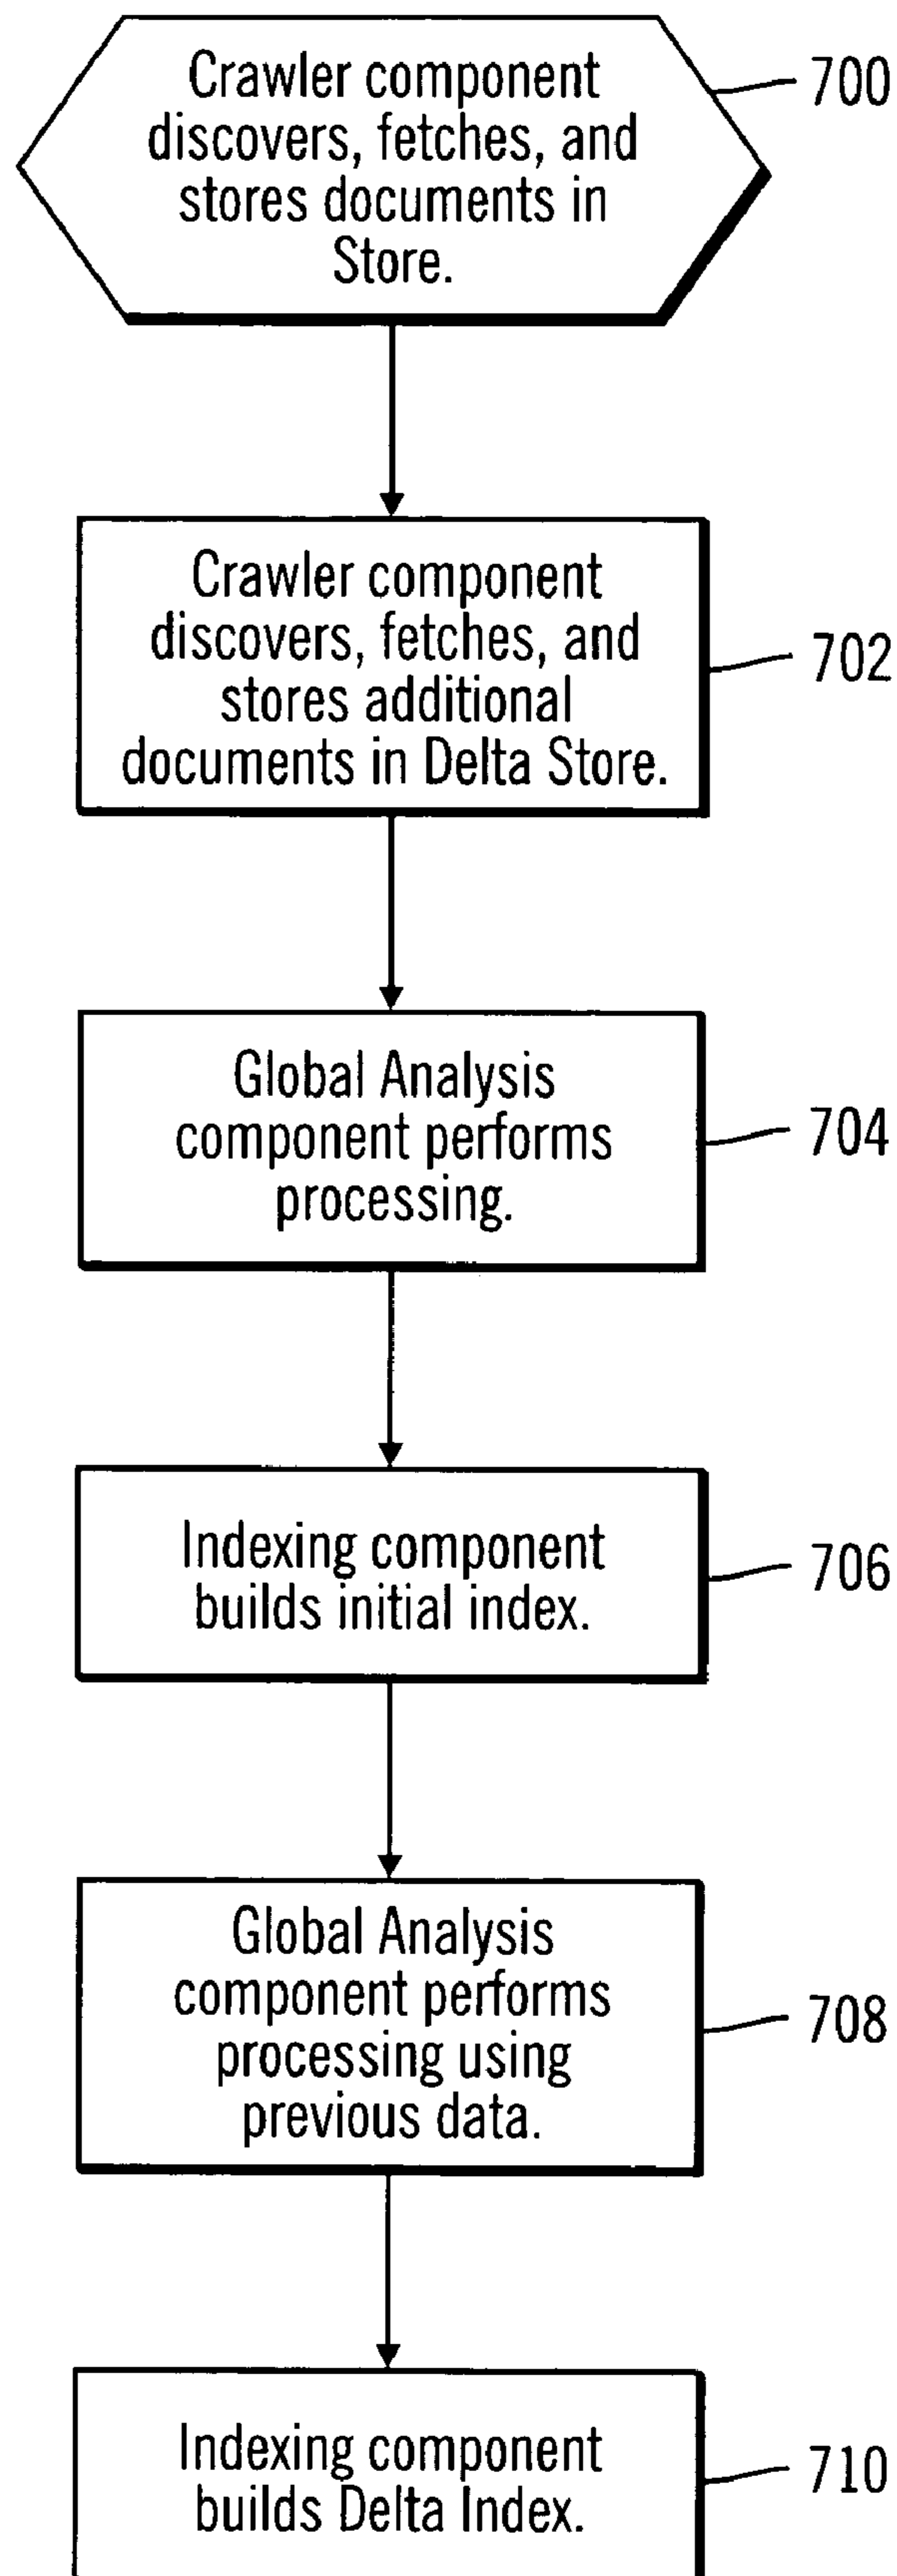 Crawler component
discovers, fetches, and
stores documents in
Store.
700
Crawler component
discovers, fetches, and
stores additional
documents in Delta Store.
702
Global Analysis
component performs
processing.
704
Indexing component
builds initial index.
706
Global Analysis
component performs
processing using
previous data.
708
Indexing component
builds Delta Index.
710